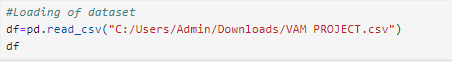 #Loading of dataset
df=pd.read_csv("C:/Users/Admin/Downloads/VAM PROJECT.csv")
df